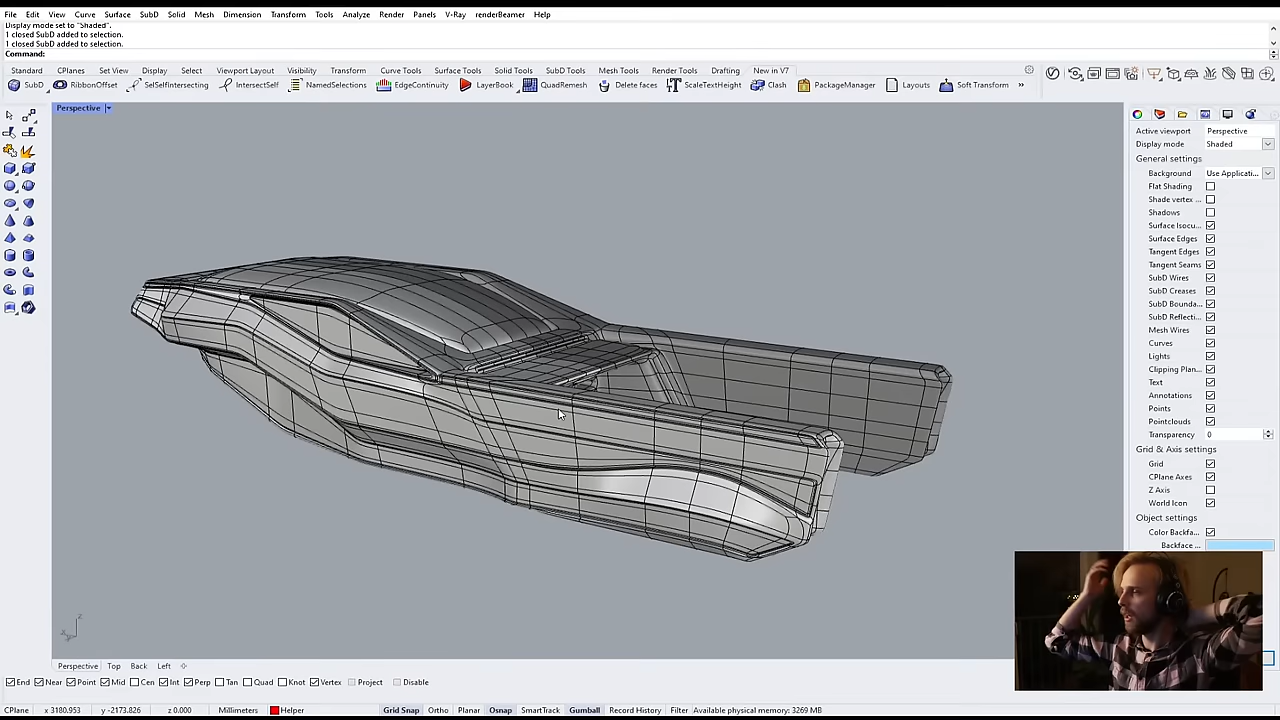 File Edit View Curve Surface SubD Solid Mesh Dimension Transform Tools Analyze Render Panels V-Ray renderBeamer Help
Display mode set to "Shaded".
1 closed SubD added to selection.
1 closed SubD added to selection.
Command:
Standard CPlanes Set View Display Select Viewport Layout Visibility Transform Curve Tools Surface Tools Solid Tools SubD Tools Mesh Tools Render Tools Drafting New in V7
SubD RibbonOffset SelSelfIntersecting IntersectSelf NamedSelections EdgeContinuity LayerBook QuadRemesh Delete faces ScaleTextHeight Clash PackageManager Layouts Soft Transform »
Perspective
Active viewport Perspective
Display mode Shaded
General settings
Background Use Applicati...
Flat Shading
Shade vertex ...
Shadows
Surface Isocu...
Surface Edges
Tangent Edges
Tangent Seams
SubD Wires
SubD Creases
SubD Bounda...
SubD Reflecti...
Mesh Wires
Curves
Lights
Clipping Plan...
Text
Annotations
Points
Pointclouds
Transparency 0
Grid & Axis settings
Grid
CPlane Axes
Z Axis
World Icon
Object settings
Color Backfa...
Backface ...
z
Perspective Top Back Left
End Near Point Mid Cen Int Perp Tan Quad Knot Vertex Project Disable
CPlane x 3180.953 y -2173.826 z 0.000 Millimeters Helper Grid Snap Ortho Planar Osnap SmartTrack Gumball Record History Filter Available physical memory: 3269 MB